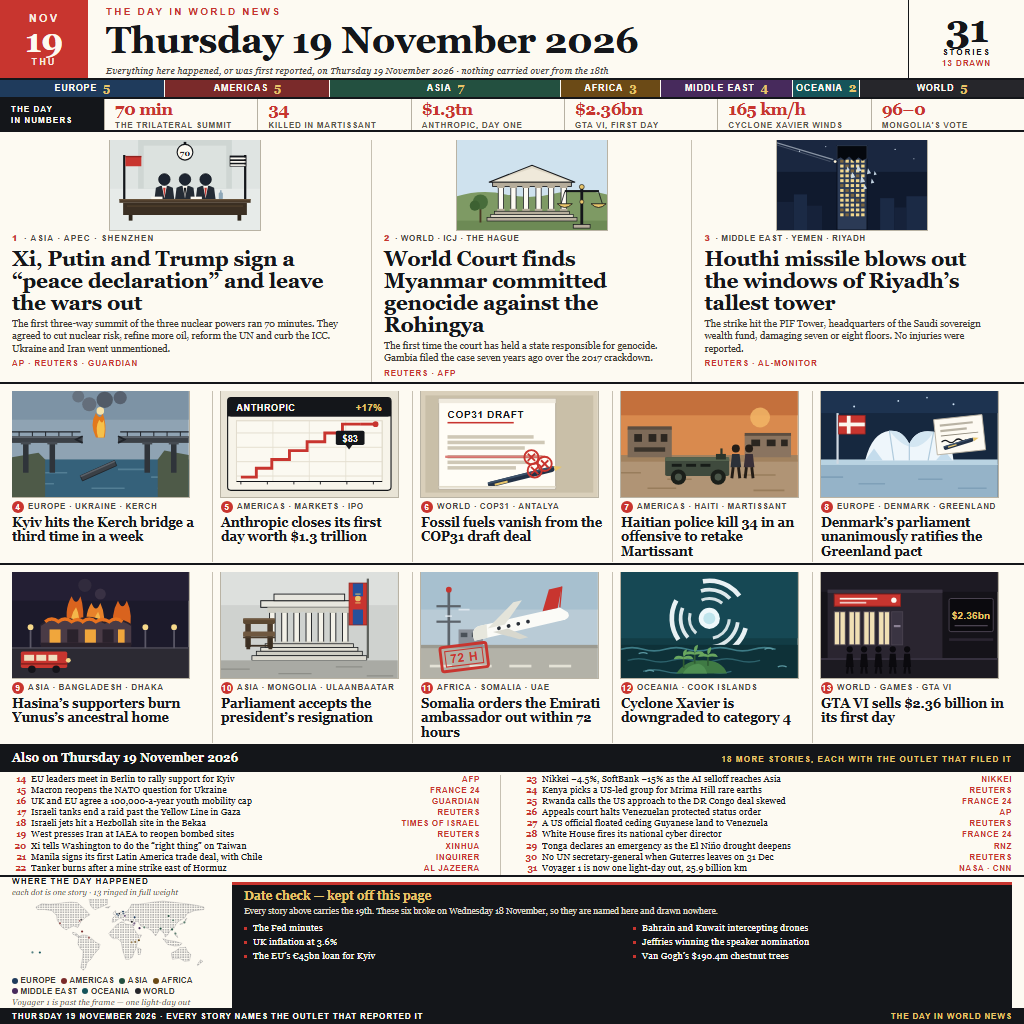 NOV
19
THU
THE DAY IN WORLD NEWS
Thursday 19 November 2026
Everything here happened, or was first reported, on Thursday 19 November 2026 · nothing carried over from the 18th
31
STORIES
13 DRAWN
EUROPE 5
AMERICAS 5
ASIA 7
AFRICA 3
MIDDLE EAST 4
OCEANIA 2
WORLD 5
THE DAY
IN NUMBERS
70 min
THE TRILATERAL SUMMIT
34
KILLED IN MARTISSANT
$1.3tn
ANTHROPIC, DAY ONE
$2.36bn
GTA VI, FIRST DAY
165 km/h
CYCLONE XAVIER WINDS
96–0
MONGOLIA'S VOTE
70
1 · ASIA · APEC · SHENZHEN
Xi, Putin and Trump sign a
“peace declaration” and leave
the wars out
The first three-way summit of the three nuclear powers ran 70 minutes. They
agreed to cut nuclear risk, refine more oil, reform the UN and curb the ICC.
Ukraine and Iran went unmentioned.
AP · REUTERS · GUARDIAN
2 · WORLD · ICJ · THE HAGUE
World Court finds
Myanmar committed
genocide against the
Rohingya
The first time the court has held a state responsible for genocide.
Gambia filed the case seven years ago over the 2017 crackdown.
REUTERS · AFP
3 · MIDDLE EAST · YEMEN · RIYADH
Houthi missile blows out
the windows of Riyadh’s
tallest tower
The strike hit the PIF Tower, headquarters of the Saudi sovereign
wealth fund, damaging seven or eight floors. No injuries were
reported.
REUTERS · AL-MONITOR
4 EUROPE · UKRAINE · KERCH
Kyiv hits the Kerch bridge a
third time in a week
ANTHROPIC +17%
$83
5 AMERICAS · MARKETS · IPO
Anthropic closes its first
day worth $1.3 trillion
COP31 DRAFT
6 WORLD · COP31 · ANTALYA
Fossil fuels vanish from the
COP31 draft deal
7 AMERICAS · HAITI · MARTISSANT
Haitian police kill 34 in an
offensive to retake
Martissant
8 EUROPE · DENMARK · GREENLAND
Denmark’s parliament
unanimously ratifies the
Greenland pact
9 ASIA · BANGLADESH · DHAKA
Hasina’s supporters burn
Yunus’s ancestral home
10 ASIA · MONGOLIA · ULAANBAATAR
Parliament accepts the
president’s resignation
72 H
11 AFRICA · SOMALIA · UAE
Somalia orders the Emirati
ambassador out within 72
hours
12 OCEANIA · COOK ISLANDS
Cyclone Xavier is
downgraded to category 4
$2.36bn
13 WORLD · GAMES · GTA VI
GTA VI sells $2.36 billion in
its first day
Also on Thursday 19 November 2026
18 MORE STORIES, EACH WITH THE OUTLET THAT FILED IT
14 EU leaders meet in Berlin to rally support for Kyiv AFP
15 Macron reopens the NATO question for Ukraine FRANCE 24
16 UK and EU agree a 100,000-a-year youth mobility cap GUARDIAN
17 Israeli tanks end a raid past the Yellow Line in Gaza REUTERS
18 Israeli jets hit a Hezbollah site in the Bekaa TIMES OF ISRAEL
19 West presses Iran at IAEA to reopen bombed sites REUTERS
20 Xi tells Washington to do the “right thing” on Taiwan XINHUA
21 Manila signs its first Latin America trade deal, with Chile INQUIRER
22 Tanker burns after a mine strike east of Hormuz AL JAZEERA
23 Nikkei −4.5%, SoftBank −15% as the AI selloff reaches Asia NIKKEI
24 Kenya picks a US-led group for Mrima Hill rare earths REUTERS
25 Rwanda calls the US approach to the DR Congo deal skewed FRANCE 24
26 Appeals court halts Venezuelan protected status order AP
27 A US official floated ceding Guyanese land to Venezuela REUTERS
28 White House fires its national cyber director FRANCE 24
29 Tonga declares an emergency as the El Niño drought deepens RNZ
30 No UN secretary-general when Guterres leaves on 31 Dec REUTERS
31 Voyager 1 is now one light-day out, 25.9 billion km NASA · CNN
WHERE THE DAY HAPPENED
each dot is one story · 13 ringed in full weight
EUROPE AMERICAS ASIA AFRICA
MIDDLE EAST OCEANIA WORLD
Voyager 1 is past the frame — one light-day out
Date check — kept off this page
Every story above carries the 19th. These six broke on Wednesday 18 November, so they are named here and drawn nowhere.
The Fed minutes
UK inflation at 3.6%
The EU’s €45bn loan for Kyiv
Bahrain and Kuwait intercepting drones
Jeffries winning the speaker nomination
Van Gogh’s $190.4m chestnut trees
THURSDAY 19 NOVEMBER 2026 · EVERY STORY NAMES THE OUTLET THAT REPORTED IT
THE DAY IN WORLD NEWS